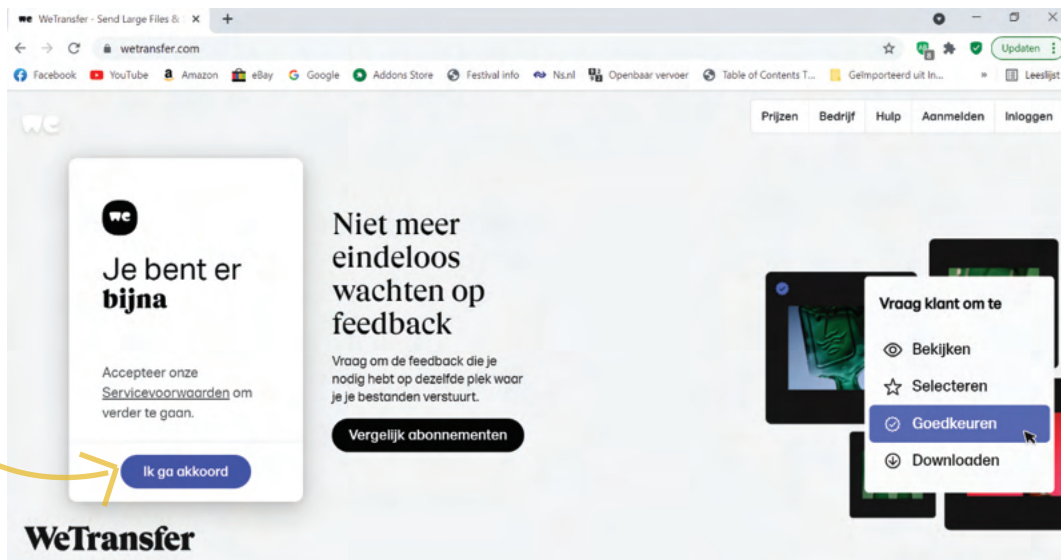 we WeTransfer - Send Large Files &
wetransfer.com
Updaten
Facebook YouTube Amazon eBay Google Addons Store Festival info Ns.nl Openbaar vervoer Table of Contents T... Geïmporteerd uit In... » Leeslijst
we
Prijzen Bedrijf Hulp Aanmelden Inloggen
we
Je bent er
bijna
Accepteer onze
Servicevoorwaarden om
verder te gaan.
Ik ga akkoord
Niet meer
eindeloos
wachten op
feedback
Vraag om de feedback die je
nodig hebt op dezelfde plek waar
je je bestanden verstuurt.
Vergelijk abonnementen
Vraag klant om te
Bekijken
Selecteren
Goedkeuren
Downloaden
WeTransfer